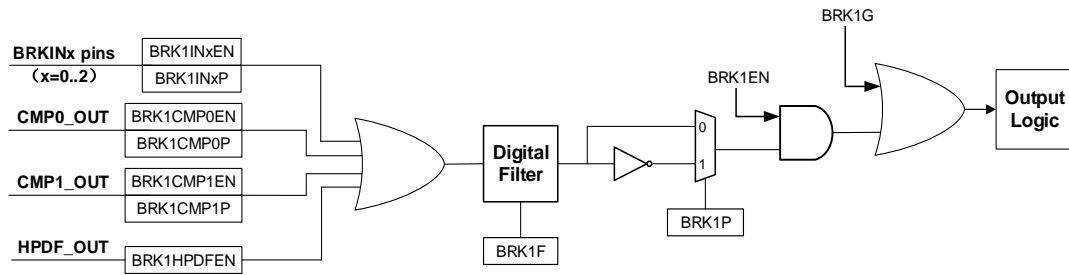 BRK1G
BRKINx pins
（x=0..2）
BRK1INxEN
BRK1INxP
BRK1EN
CMP0_OUT
BRK1CMP0EN
BRK1CMP0P
0
1
Output
Logic
Digital
Filter
CMP1_OUT
BRK1CMP1EN
BRK1CMP1P
BRK1F
BRK1P
HPDF_OUT
BRK1HPDFEN